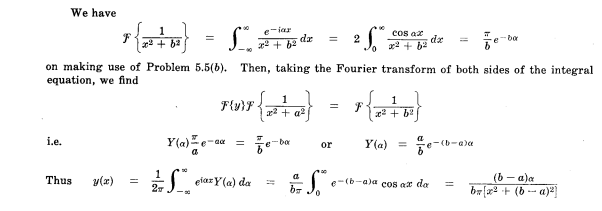 We have
ℱ{1/(x² + b²)} = ∫_{-∞}^{∞} e^{-iαx}/(x² + b²) dx = 2 ∫_0^∞ cos αx/(x² + b²) dx = π/b e^{-bα}
on making use of Problem 5.5(b). Then, taking the Fourier transform of both sides of the integral
equation, we find
ℱ{y}ℱ{1/(x² + a²)} = ℱ{1/(x² + b²)}
i.e. Y(α) π/a e^{-aα} = π/b e^{-bα} or Y(α) = a/b e^{-(b-a)α}
Thus y(x) = 1/2π ∫_{-∞}^{∞} e^{iαx} Y(α) dα = a/bπ ∫_0^∞ e^{-(b-a)α} cos αx dα = (b - a)a/bπ[x² + (b - a)²]